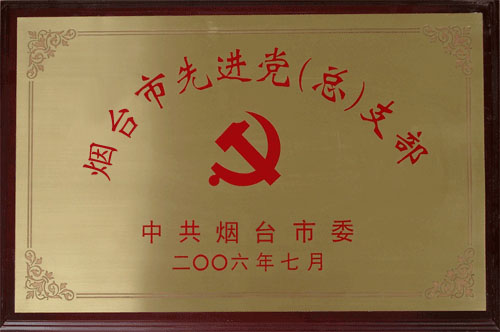 烟台市先进党(总)支部
中共烟台市委
二〇〇六年七月